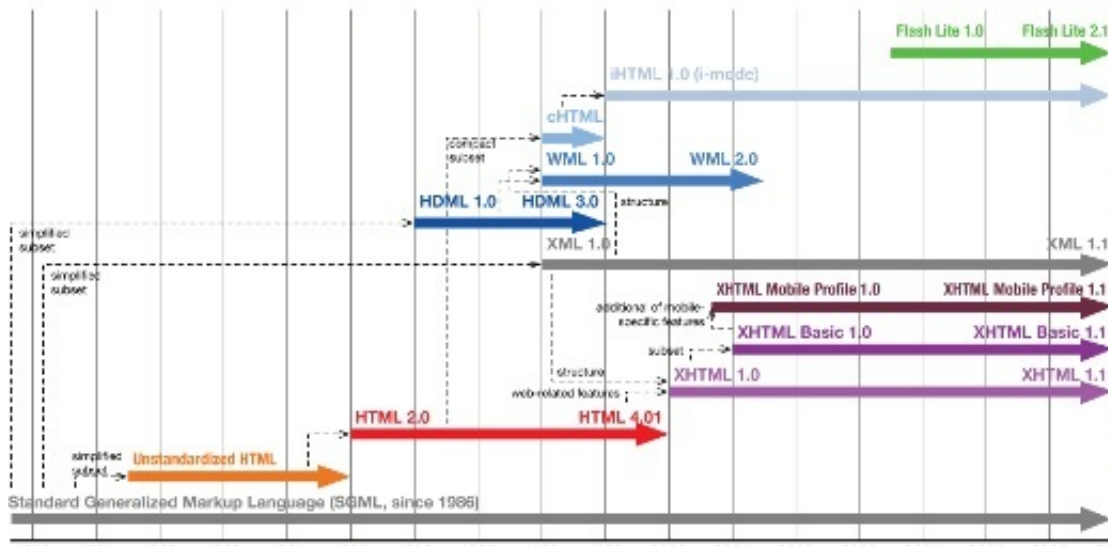 Flash Lite 1.0 Flash Lite 2.1
iHTML 1.0 (i-mode)
cHTML
compact
subset
WML 1.0 WML 2.0
HDML 1.0 HDML 3.0
structure
simplified
subset
XML 1.0 XML 1.1
simplified
subset
XHTML Mobile Profile 1.0 XHTML Mobile Profile 1.1
additional of mobile-
specific features
XHTML Basic 1.0 XHTML Basic 1.1
subset
structure
XHTML 1.0 XHTML 1.1
web-related features
HTML 2.0 HTML 4.01
simplified
subset
Unstandardized HTML
Standard Generalized Markup Language (SGML, since 1986)